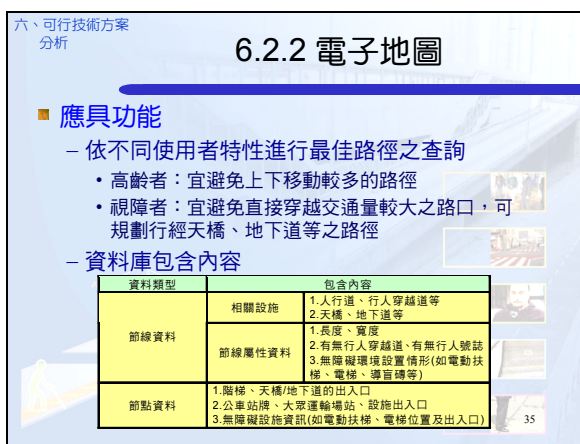 六、可行技術方案
分析
6.2.2 電子地圖
應具功能
– 依不同使用者特性進行最佳路徑之查詢
• 高齡者：宜避免上下移動較多的路徑
• 視障者：宜避免直接穿越交通量較大之路口，可
規劃行經天橋、地下道等之路徑
– 資料庫包含內容
資料類型 包含內容
節線資料
相關設施
1.人行道、行人穿越道等
2.天橋、地下道等
節線屬性資料
1.長度、寬度
2.有無行人穿越道、有無行人號誌
3.無障礙環境設置情形(如電動扶
梯、電梯、導盲磚等)
節點資料
1.階梯、天橋/地下道的出入口
2.公車站牌、大眾運輸場站、設施出入口
3.無障礙設施資訊(如電動扶梯、電梯位置及出入口)
35